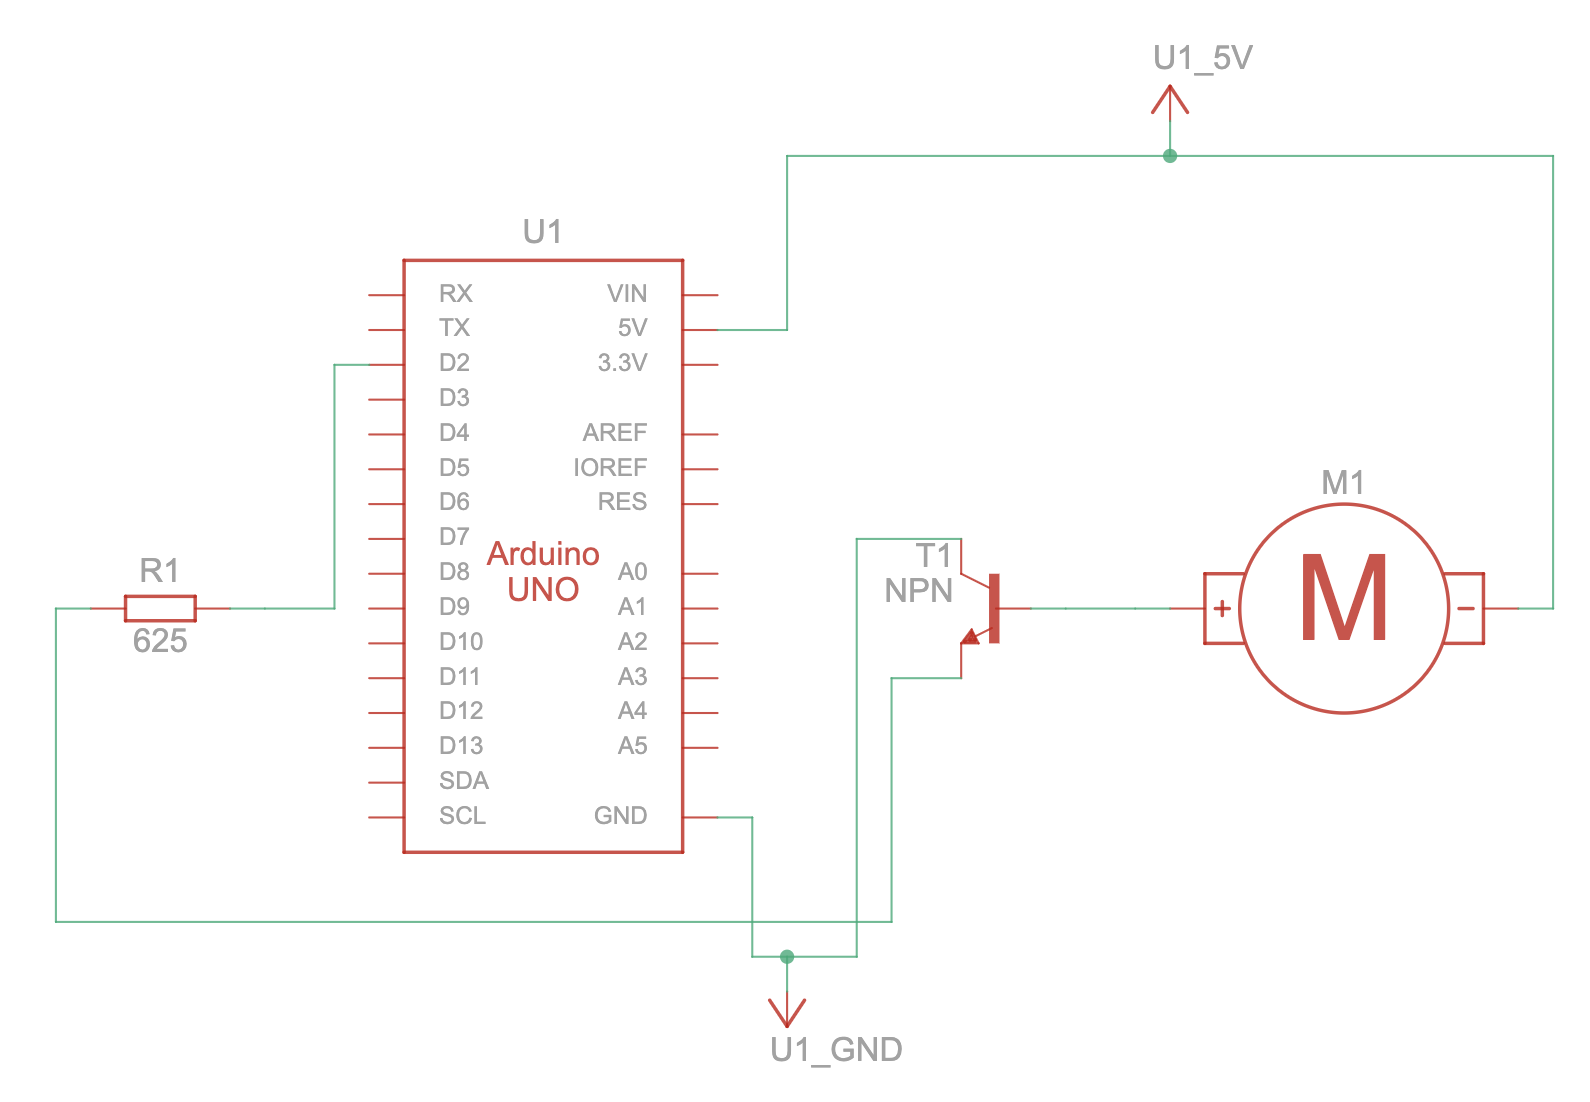 U1_5V
U1
RX VIN
TX 5V
D2 3.3V
D3
D4 AREF
D5 IOREF
D6 RES
D7
Arduino
UNO
D8 A0
D9 A1
D10 A2
D11 A3
D12 A4
D13 A5
SDA
SCL GND
R1
625
T1
NPN
M1
+ M -
U1_GND